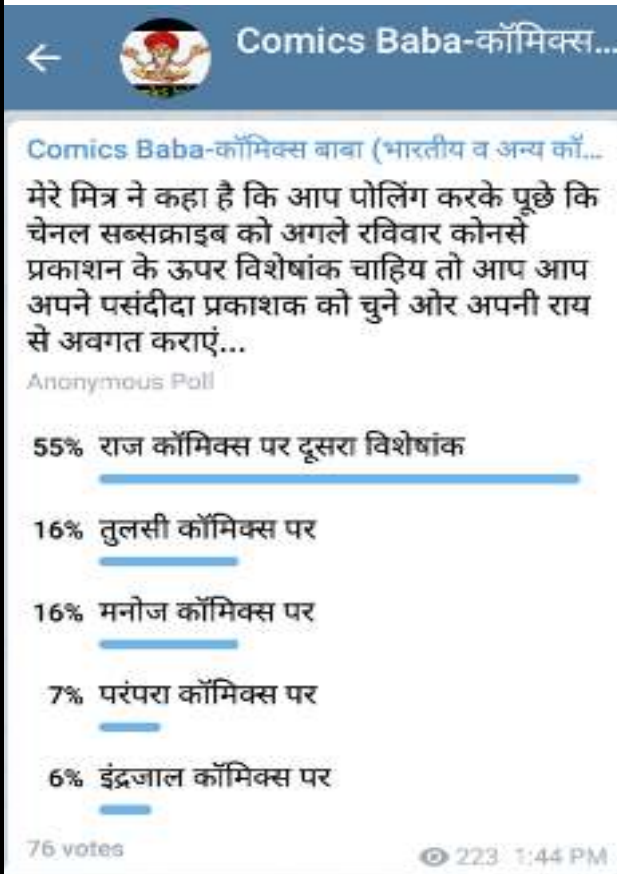 Comics Baba-कॉमिक्स...
Comics Baba-कॉमिक्स बाबा (भारतीय व अन्य कॉ...
मेरे मित्र ने कहा है कि आप पोलिंग करके पूछे कि
चेनल सब्सक्राइब को अगले रविवार कोनसे
प्रकाशन के ऊपर विशेषांक चाहिय तो आप आप
अपने पसंदीदा प्रकाशक को चुने ओर अपनी राय
से अवगत कराएं...
Anonymous Poll
55% राज कॉमिक्स पर दूसरा विशेषांक
16% तुलसी कॉमिक्स पर
16% मनोज कॉमिक्स पर
7% परंपरा कॉमिक्स पर
6% इंद्रजाल कॉमिक्स पर
76 votes
223 1:44 PM